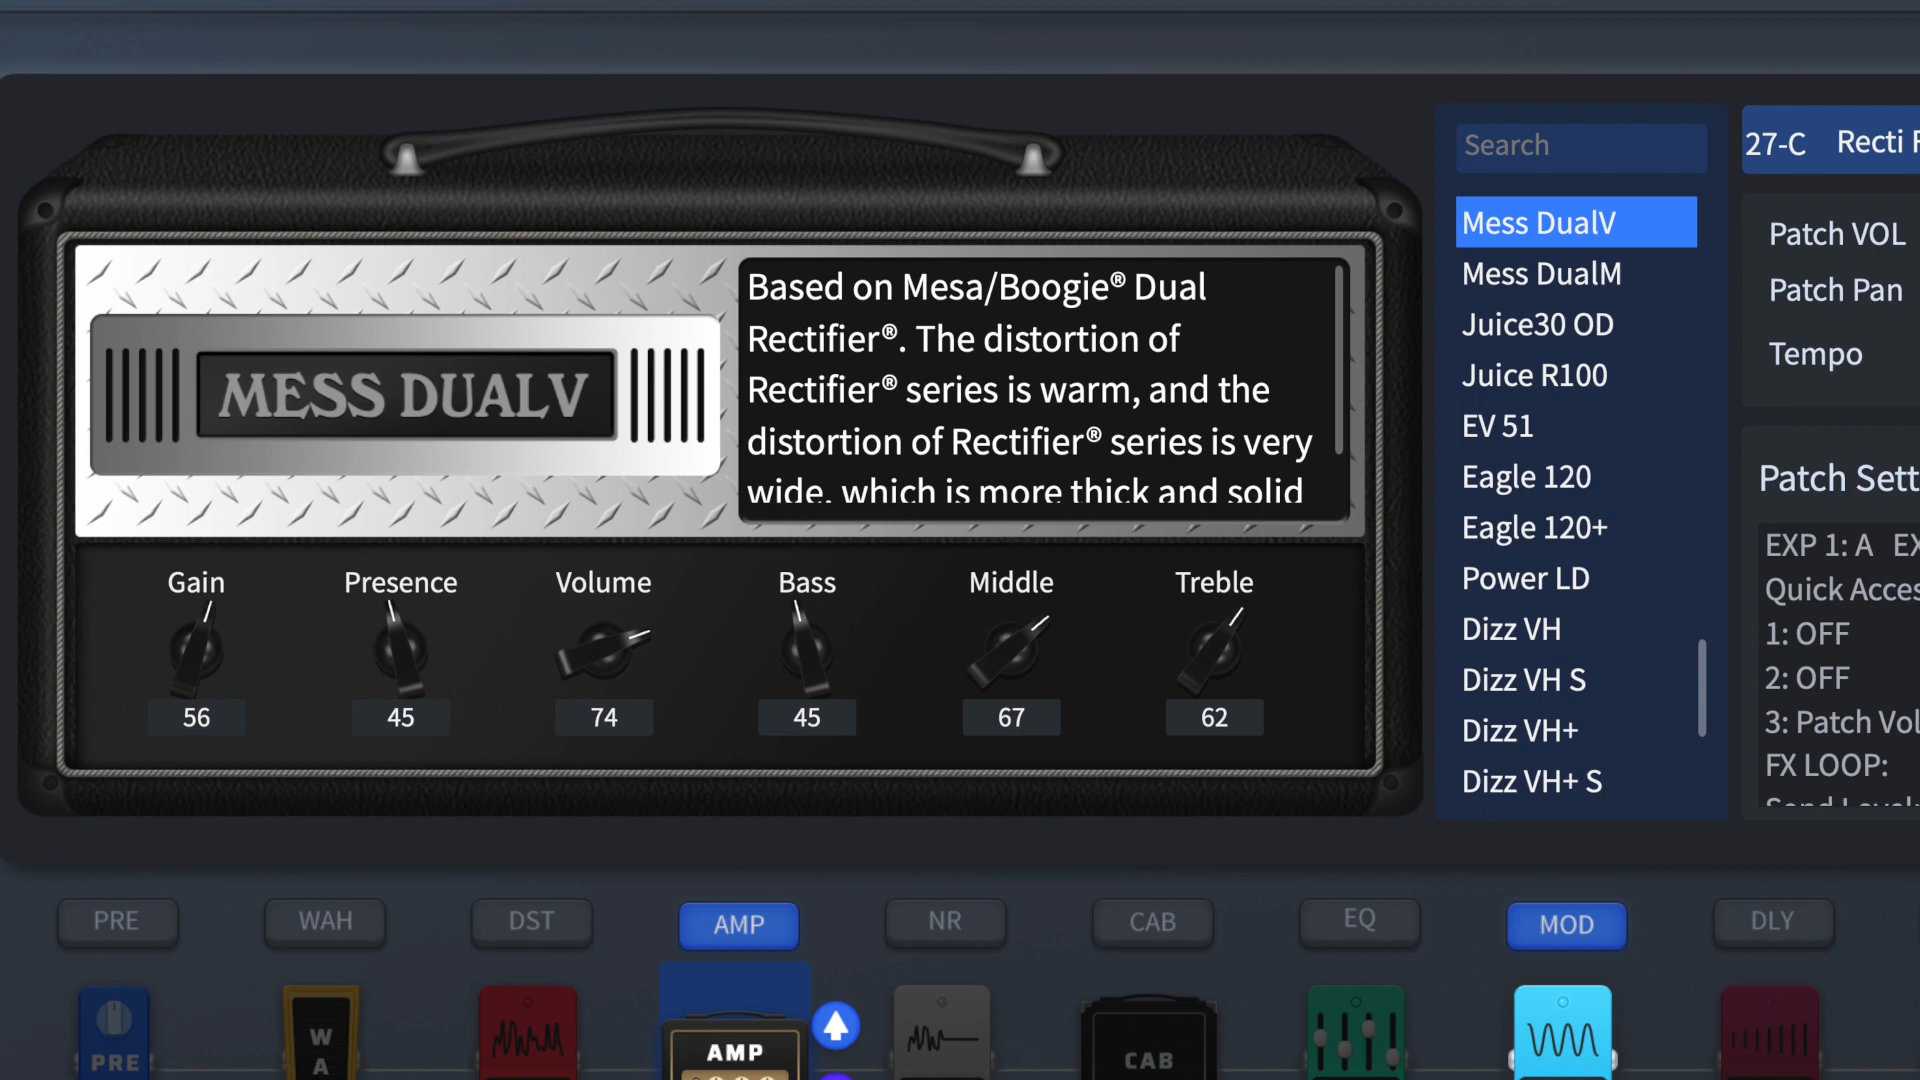 MESS DUALV
Based on Mesa/Boogie® Dual
Rectifier®. The distortion of
Rectifier® series is warm, and the
distortion of Rectifier® series is very
wide, which is more thick and solid
Gain
Presence
Volume
Bass
Middle
Treble
56
45
74
45
67
62
Search
Mess DualV
Mess DualM
Juice30 OD
Juice R100
EV 51
Eagle 120
Eagle 120+
Power LD
Dizz VH
Dizz VH S
Dizz VH+
Dizz VH+ S
27-C Recti
Patch VOL
Patch Pan
Tempo
Patch Sett
EXP 1: A EX
Quick Acces
1: OFF
2: OFF
3: Patch Vol
FX LOOP:
PRE
WAH
DST
AMP
NR
CAB
EQ
MOD
DLY
PRE
WA
AMP
CAB